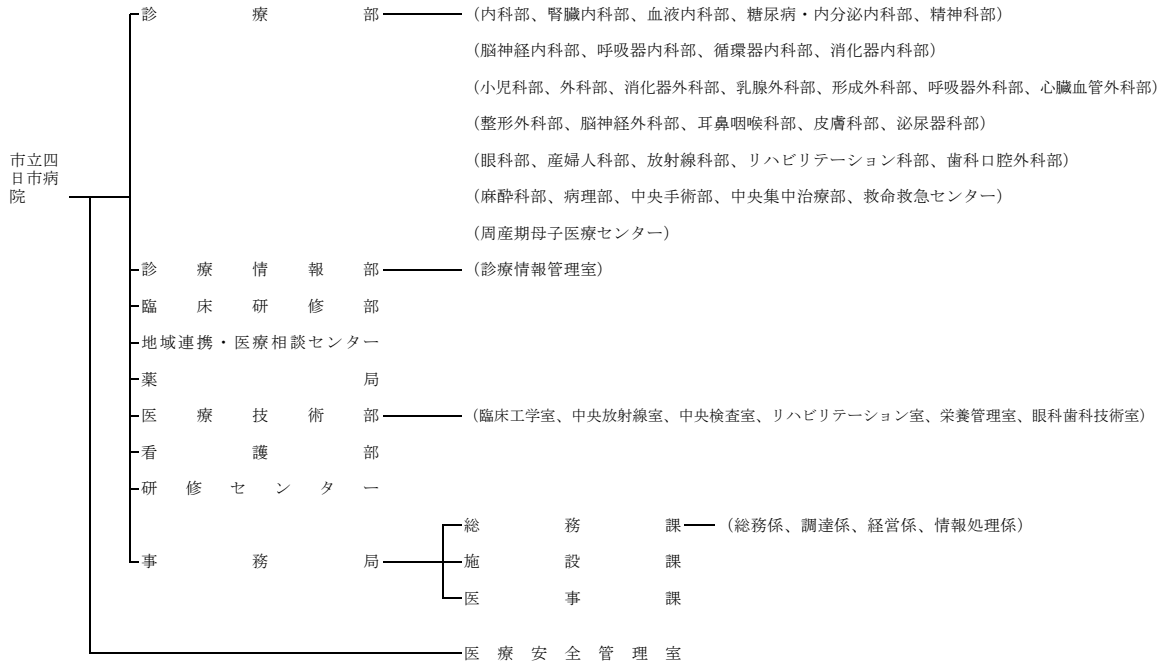 診療部 (内科部、腎臓内科部、血液内科部、糖尿病・内分泌内科部、精神科部)
(脳神経内科部、呼吸器内科部、循環器内科部、消化器内科部)
(小児科部、外科部、消化器外科部、乳腺外科部、形成外科部、呼吸器外科部、心臓血管外科部)
(整形外科部、脳神経外科部、耳鼻咽喉科部、皮膚科部、泌尿器科部)
市立四
日市病
院
(眼科部、産婦人科部、放射線科部、リハビリテーション科部、歯科口腔外科部)
(麻酔科部、病理部、中央手術部、中央集中治療部、救命救急センター)
(周産期母子医療センター)
診療情報部 (診療情報管理室)
臨床研修部
地域連携・医療相談センター
薬局
医療技術部 (臨床工学室、中央放射線室、中央検査室、リハビリテーション室、栄養管理室、眼科歯科技術室)
看護部
研修センター
総務課 (総務係、調達係、経営係、情報処理係)
事務局 施設課
医事課
医療安全管理室